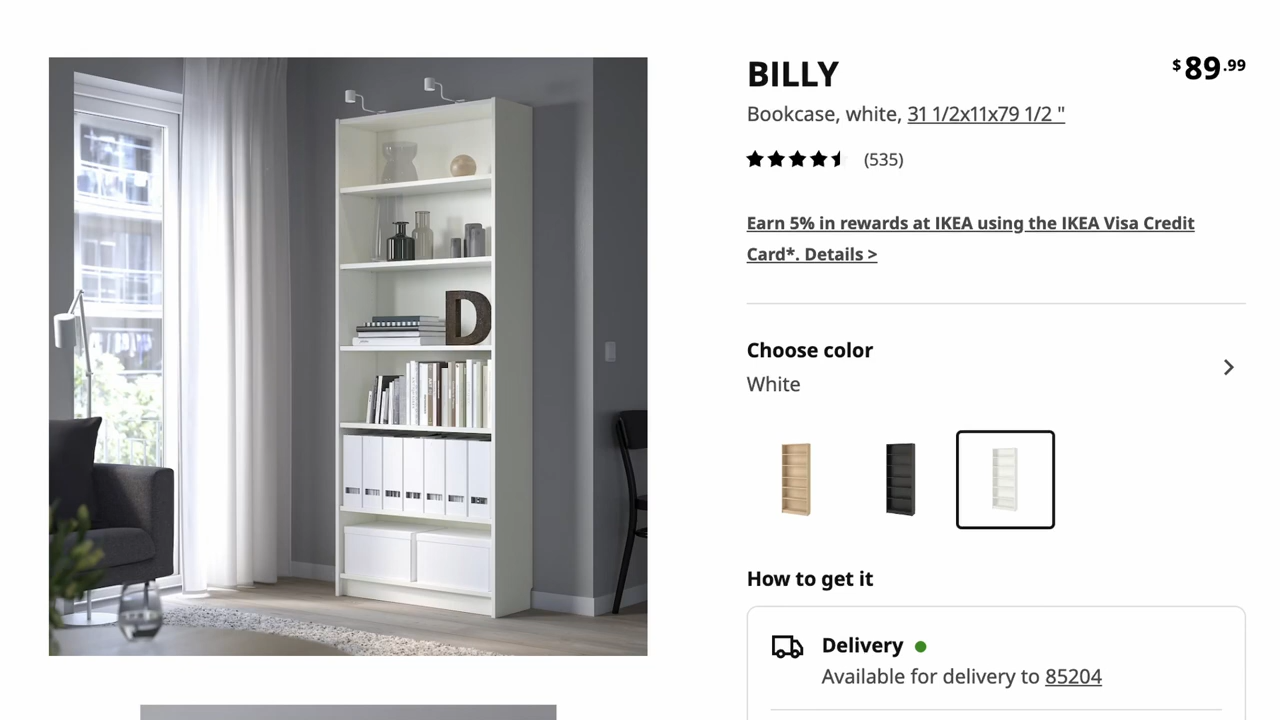 BILLY
$89.99
Bookcase, white, 31 1/2x11x79 1/2 "
(535)
Earn 5% in rewards at IKEA using the IKEA Visa Credit
Card*. Details >
Choose color
White
D
How to get it
Delivery
Available for delivery to 85204